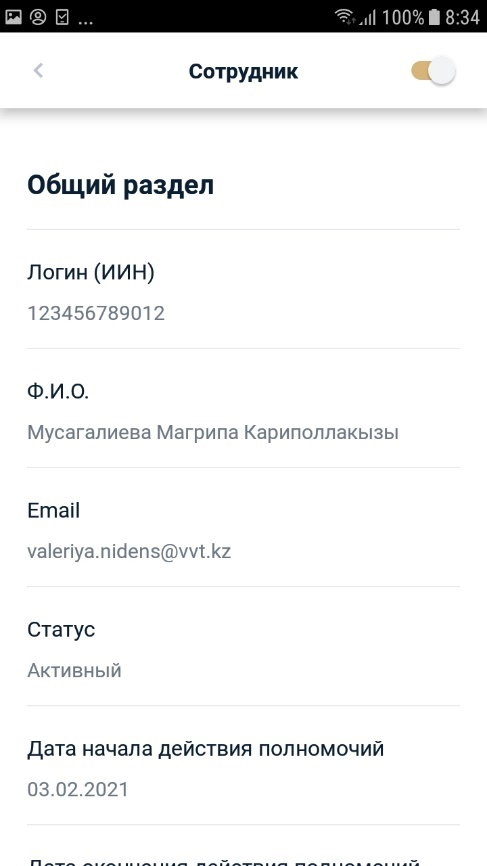 ... 100% 8:34
Сотрудник
Общий раздел
Логин (ИИН)
123456789012
Ф.И.О.
Мусагалиева Магрипа Кариполлакызы
Email
valeriya.nidens@vvt.kz
Статус
Активный
Дата начала действия полномочий
03.02.2021
Дата окончания действия полномочий